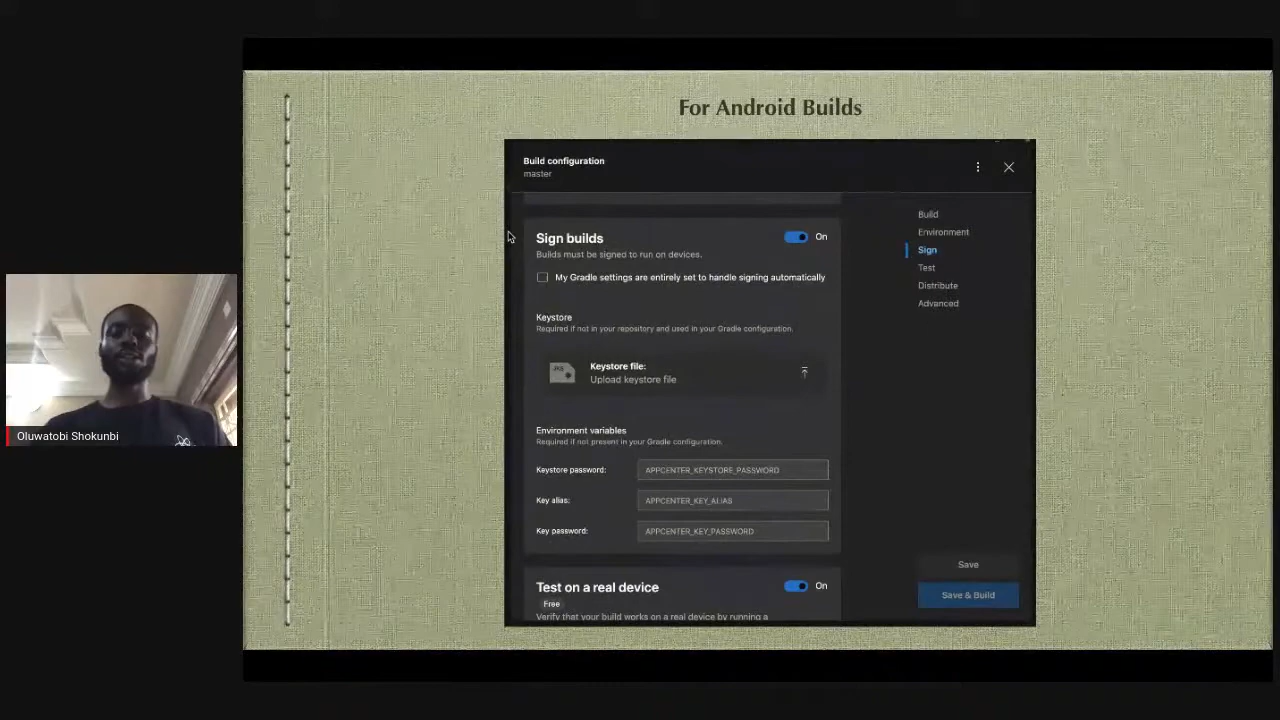 For Android Builds
Build configuration
master
Sign builds
On
Builds must be signed to run on devices.
My Gradle settings are entirely set to handle signing automatically
Keystore
Required if not in your repository and used in your Gradle configuration.
Keystore file:
Upload keystore file
Environment variables
Required if not present in your Gradle configuration.
Keystore password:
APPCENTER_KEYSTORE_PASSWORD
Key alias:
APPCENTER_KEY_ALIAS
Key password:
APPCENTER_KEY_PASSWORD
Test on a real device
On
Free
Verify that your build works on a real device by running a
Build
Environment
Sign
Test
Distribute
Advanced
Save
Save & Build
Oluwatobi Shokunbi